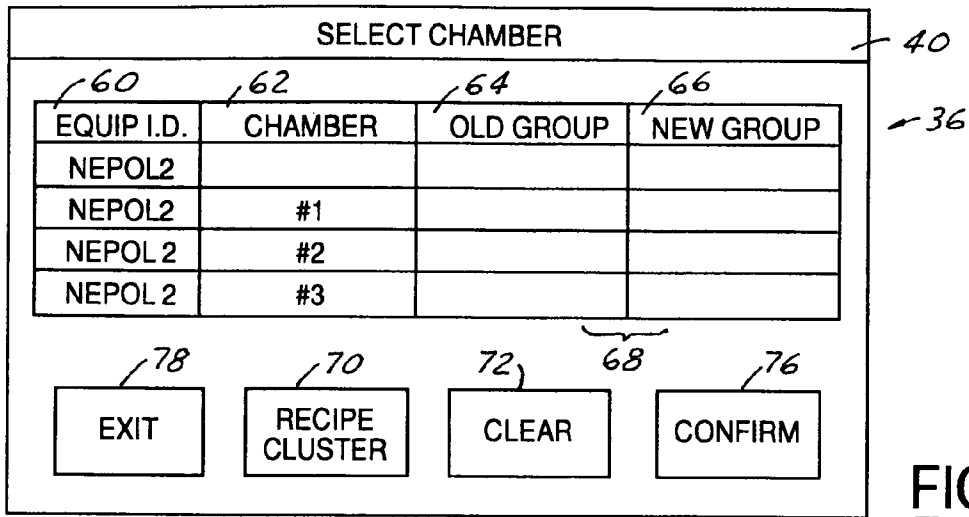 SELECT CHAMBER
40
60 62 64 66
36
EQUIP I.D. CHAMBER OLD GROUP NEW GROUP
NEPOL2
NEPOL2 #1
NEPOL 2 #2
NEPOL 2 #3
68
78 70 72 76
EXIT RECIPE CLUSTER CLEAR CONFIRM
FIG